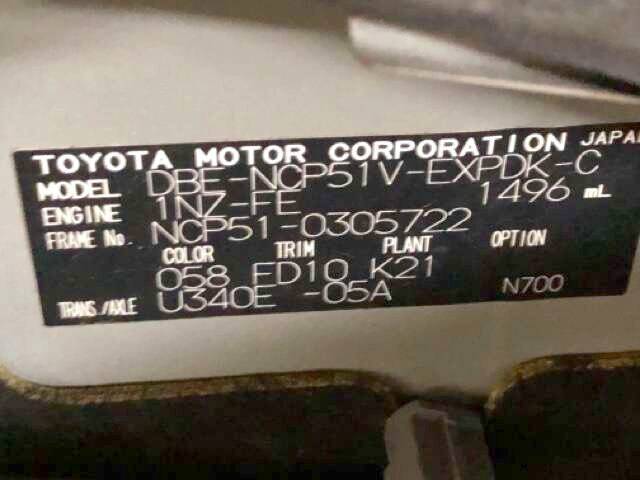 TOYOTA MOTOR CORPORATION JAPAN
MODEL DBE-NCP51V-EXPDK-C
ENGINE 1NZ-FE 1496 mL
FRAME No. NCP51-0305722
COLOR TRIM PLANT OPTION
058 FD10 K21
TRANS./AXLE U340E -05A N700